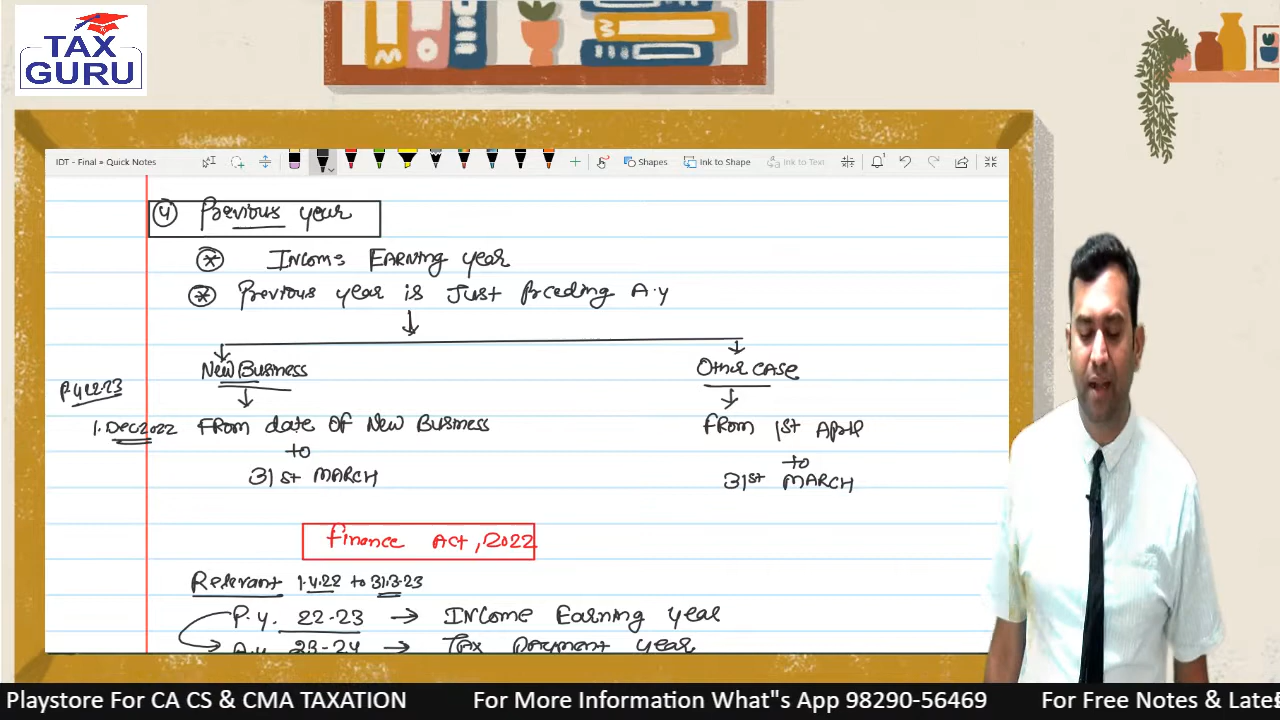 TAX
GURU
IDT - Final » Quick Notes
Shapes
Ink to Shape
Ink to Text
④ Previous year
Income Earning year
Previous year is Just Preceding A.y
New Business
Other CASE
P.y 22-23
1. Dec 2022 From date of New Business
From 1st April
to
to
31st MARCH
31st MARCH
Finance Act, 2022
Relevant 1.4.22 to 31.3.23
P.y. 22-23 → Income Earning year
A.y. 23-24 → Tax Payment year
Playstore For CA CS & CMA TAXATION For More Information What"s App 98290-56469 For Free Notes & Lates